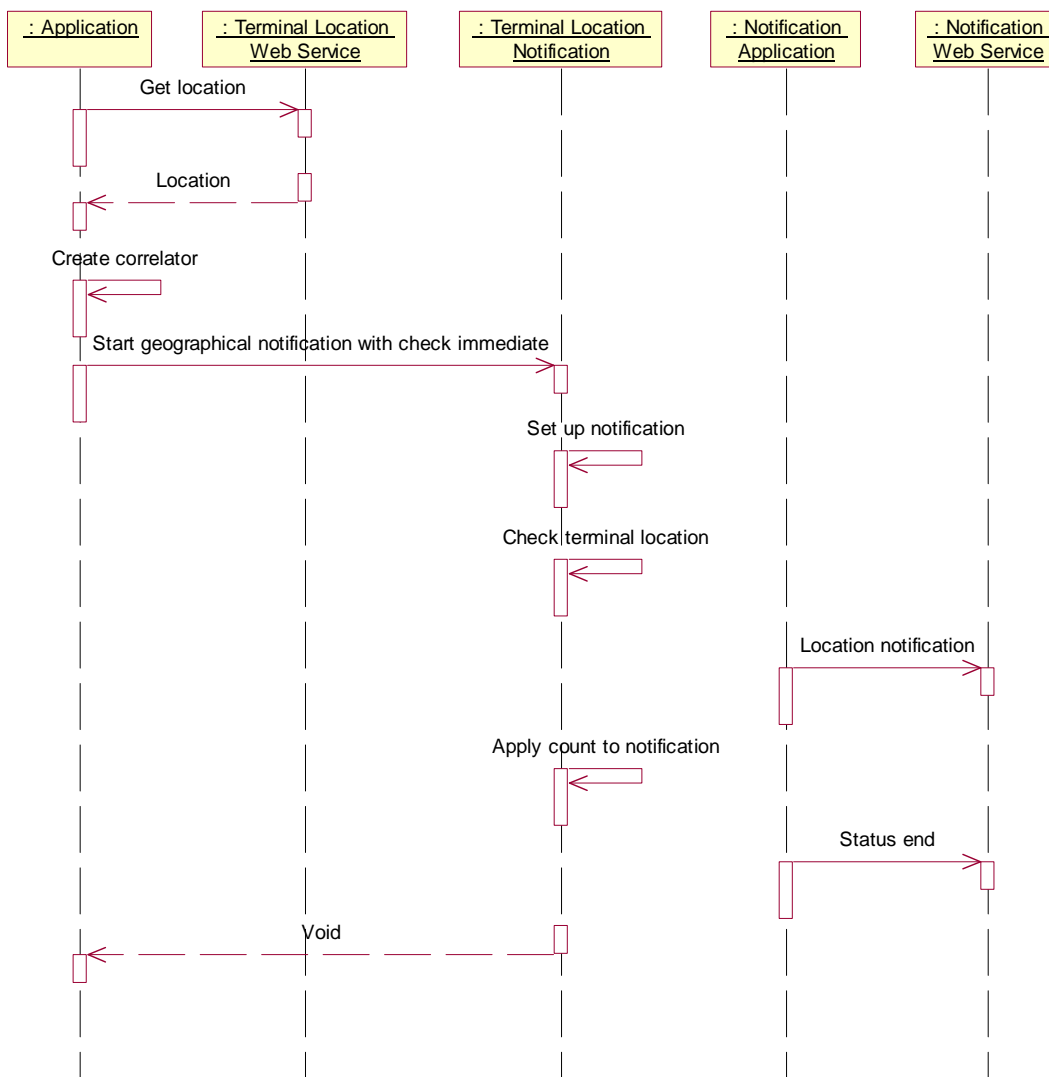 : Application
: Terminal Location
Web Service
: Terminal Location
Notification
: Notification
Application
: Notification
Web Service
Get location
Location
Create correlator
Start geographical notification with check immediate
Set up notification
Check terminal location
Location notification
Apply count to notification
Status end
Void